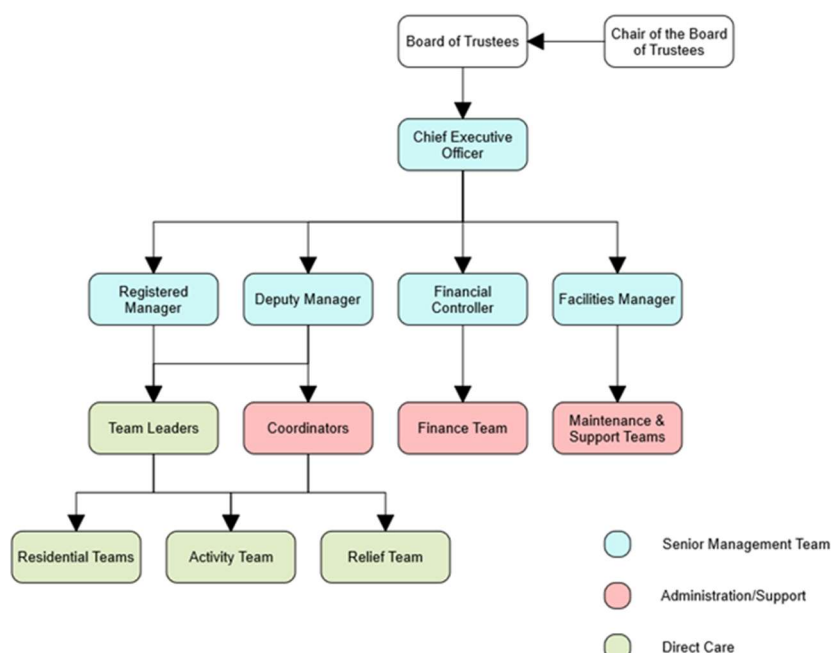 Board of Trustees
Chair of the Board
of Trustees
Chief Executive
Officer
Registered
Manager
Deputy Manager
Financial
Controller
Facilities Manager
Team Leaders
Coordinators
Finance Team
Maintenance &
Support Teams
Residential Teams
Activity Team
Relief Team
Senior Management Team
Administration/Support
Direct Care